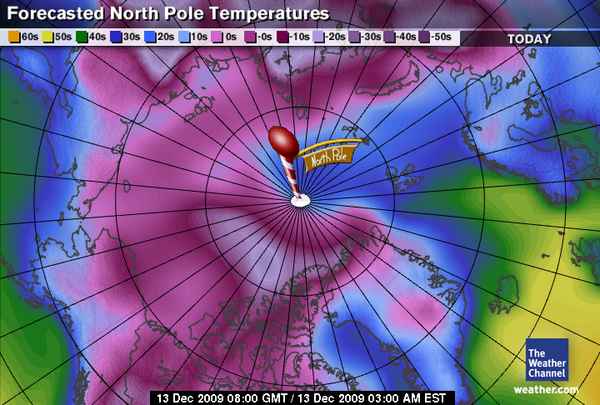 Forecasted North Pole Temperatures
60s 50s 40s 30s 20s 10s 0s -0s -10s -20s -30s -40s -50s
TODAY
North Pole
The
Weather
Channel
weather.com
13 Dec 2009 08:00 GMT / 13 Dec 2009 03:00 AM EST